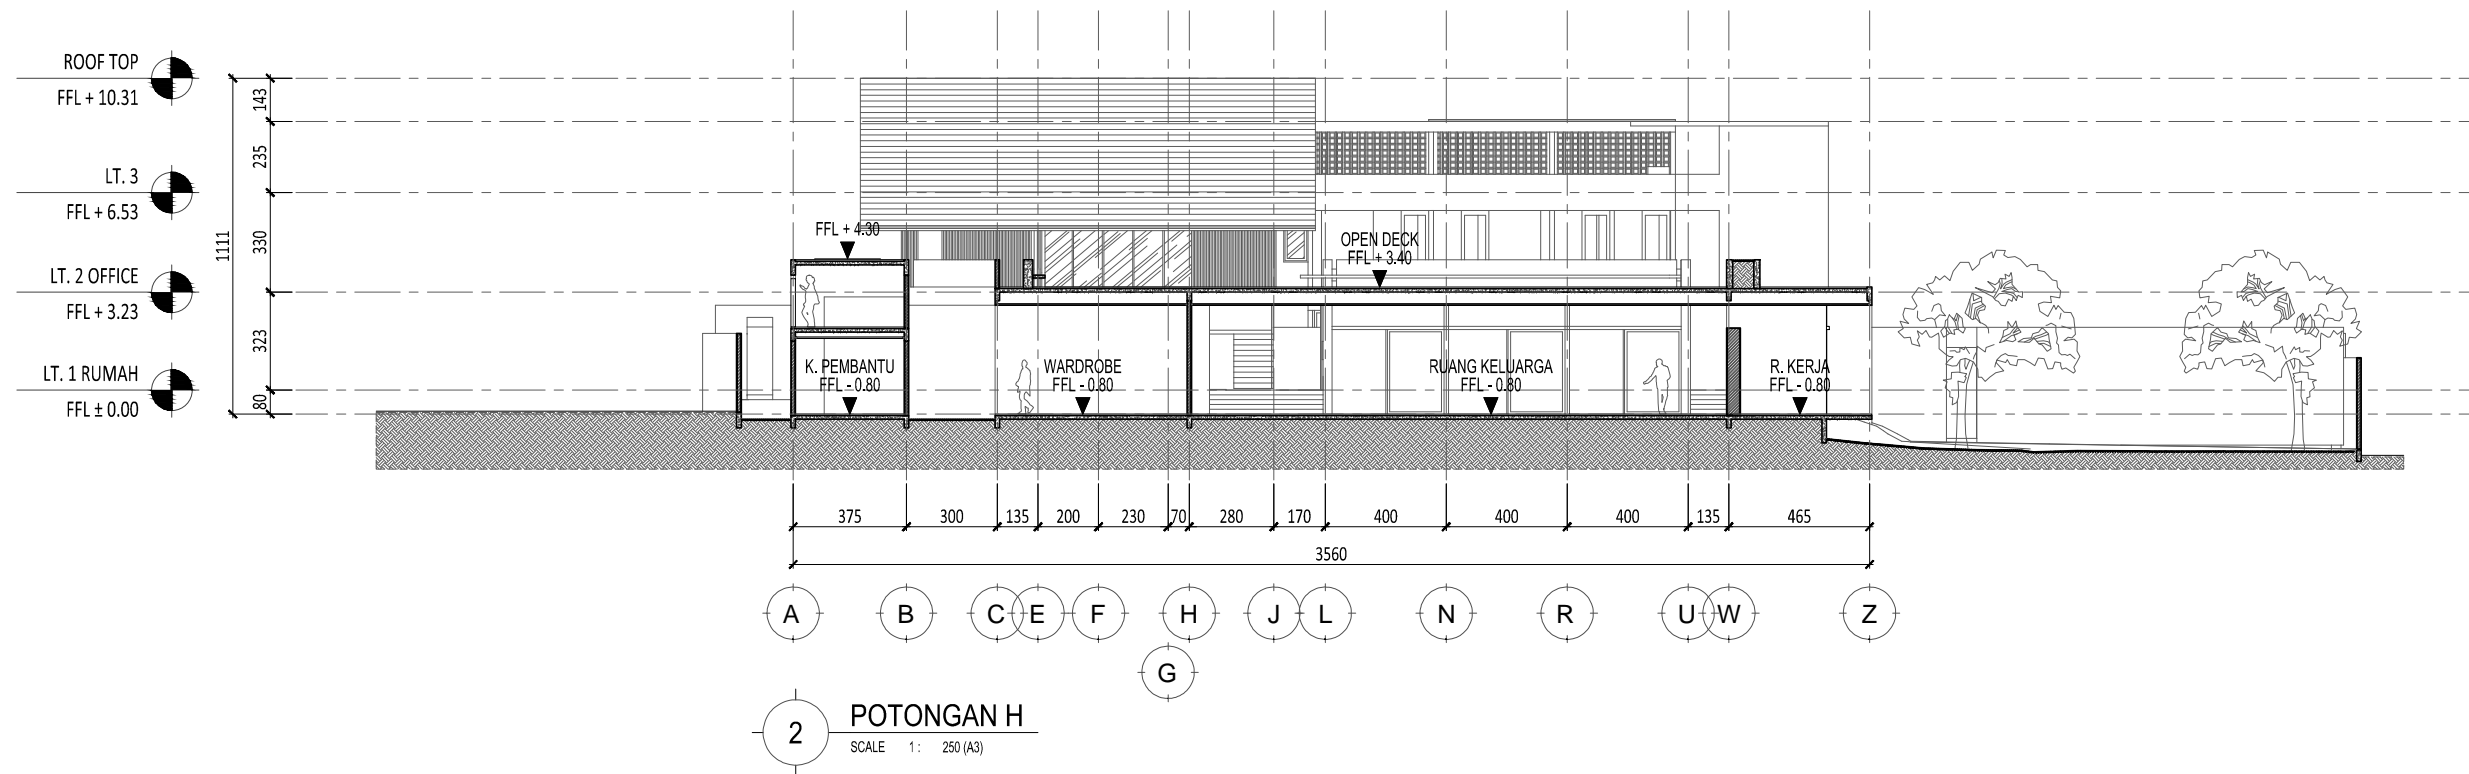 ROOF TOP
FFL + 10.31
LT. 3
FFL + 6.53
LT. 2 OFFICE
FFL + 3.23
LT. 1 RUMAH
FFL ± 0.00
1111
143
235
330
323
80
FFL + 4.30
OPEN DECK
FFL + 3.40
K. PEMBANTU
FFL - 0.80
WARDROBE
FFL - 0.80
RUANG KELUARGA
FFL - 0.80
R. KERJA
FFL - 0.80
375 300 135 200 230 70 280 170 400 400 400 135 465
3560
A B C E F H J L N R U W Z
G
2
POTONGAN H
SCALE 1 : 250 (A3)